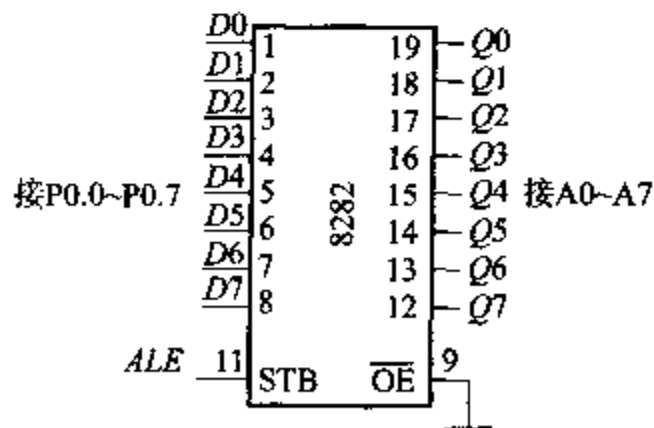 D0 1 19 Q0
D1 2 18 Q1
D2 3 17 Q2
D3 4 16 Q3
接P0.0~P0.7 D4 5 8282 15 Q4 接A0~A7
D5 6 14 Q5
D6 7 13 Q6
D7 8 12 Q7
ALE 11 STB OE 9